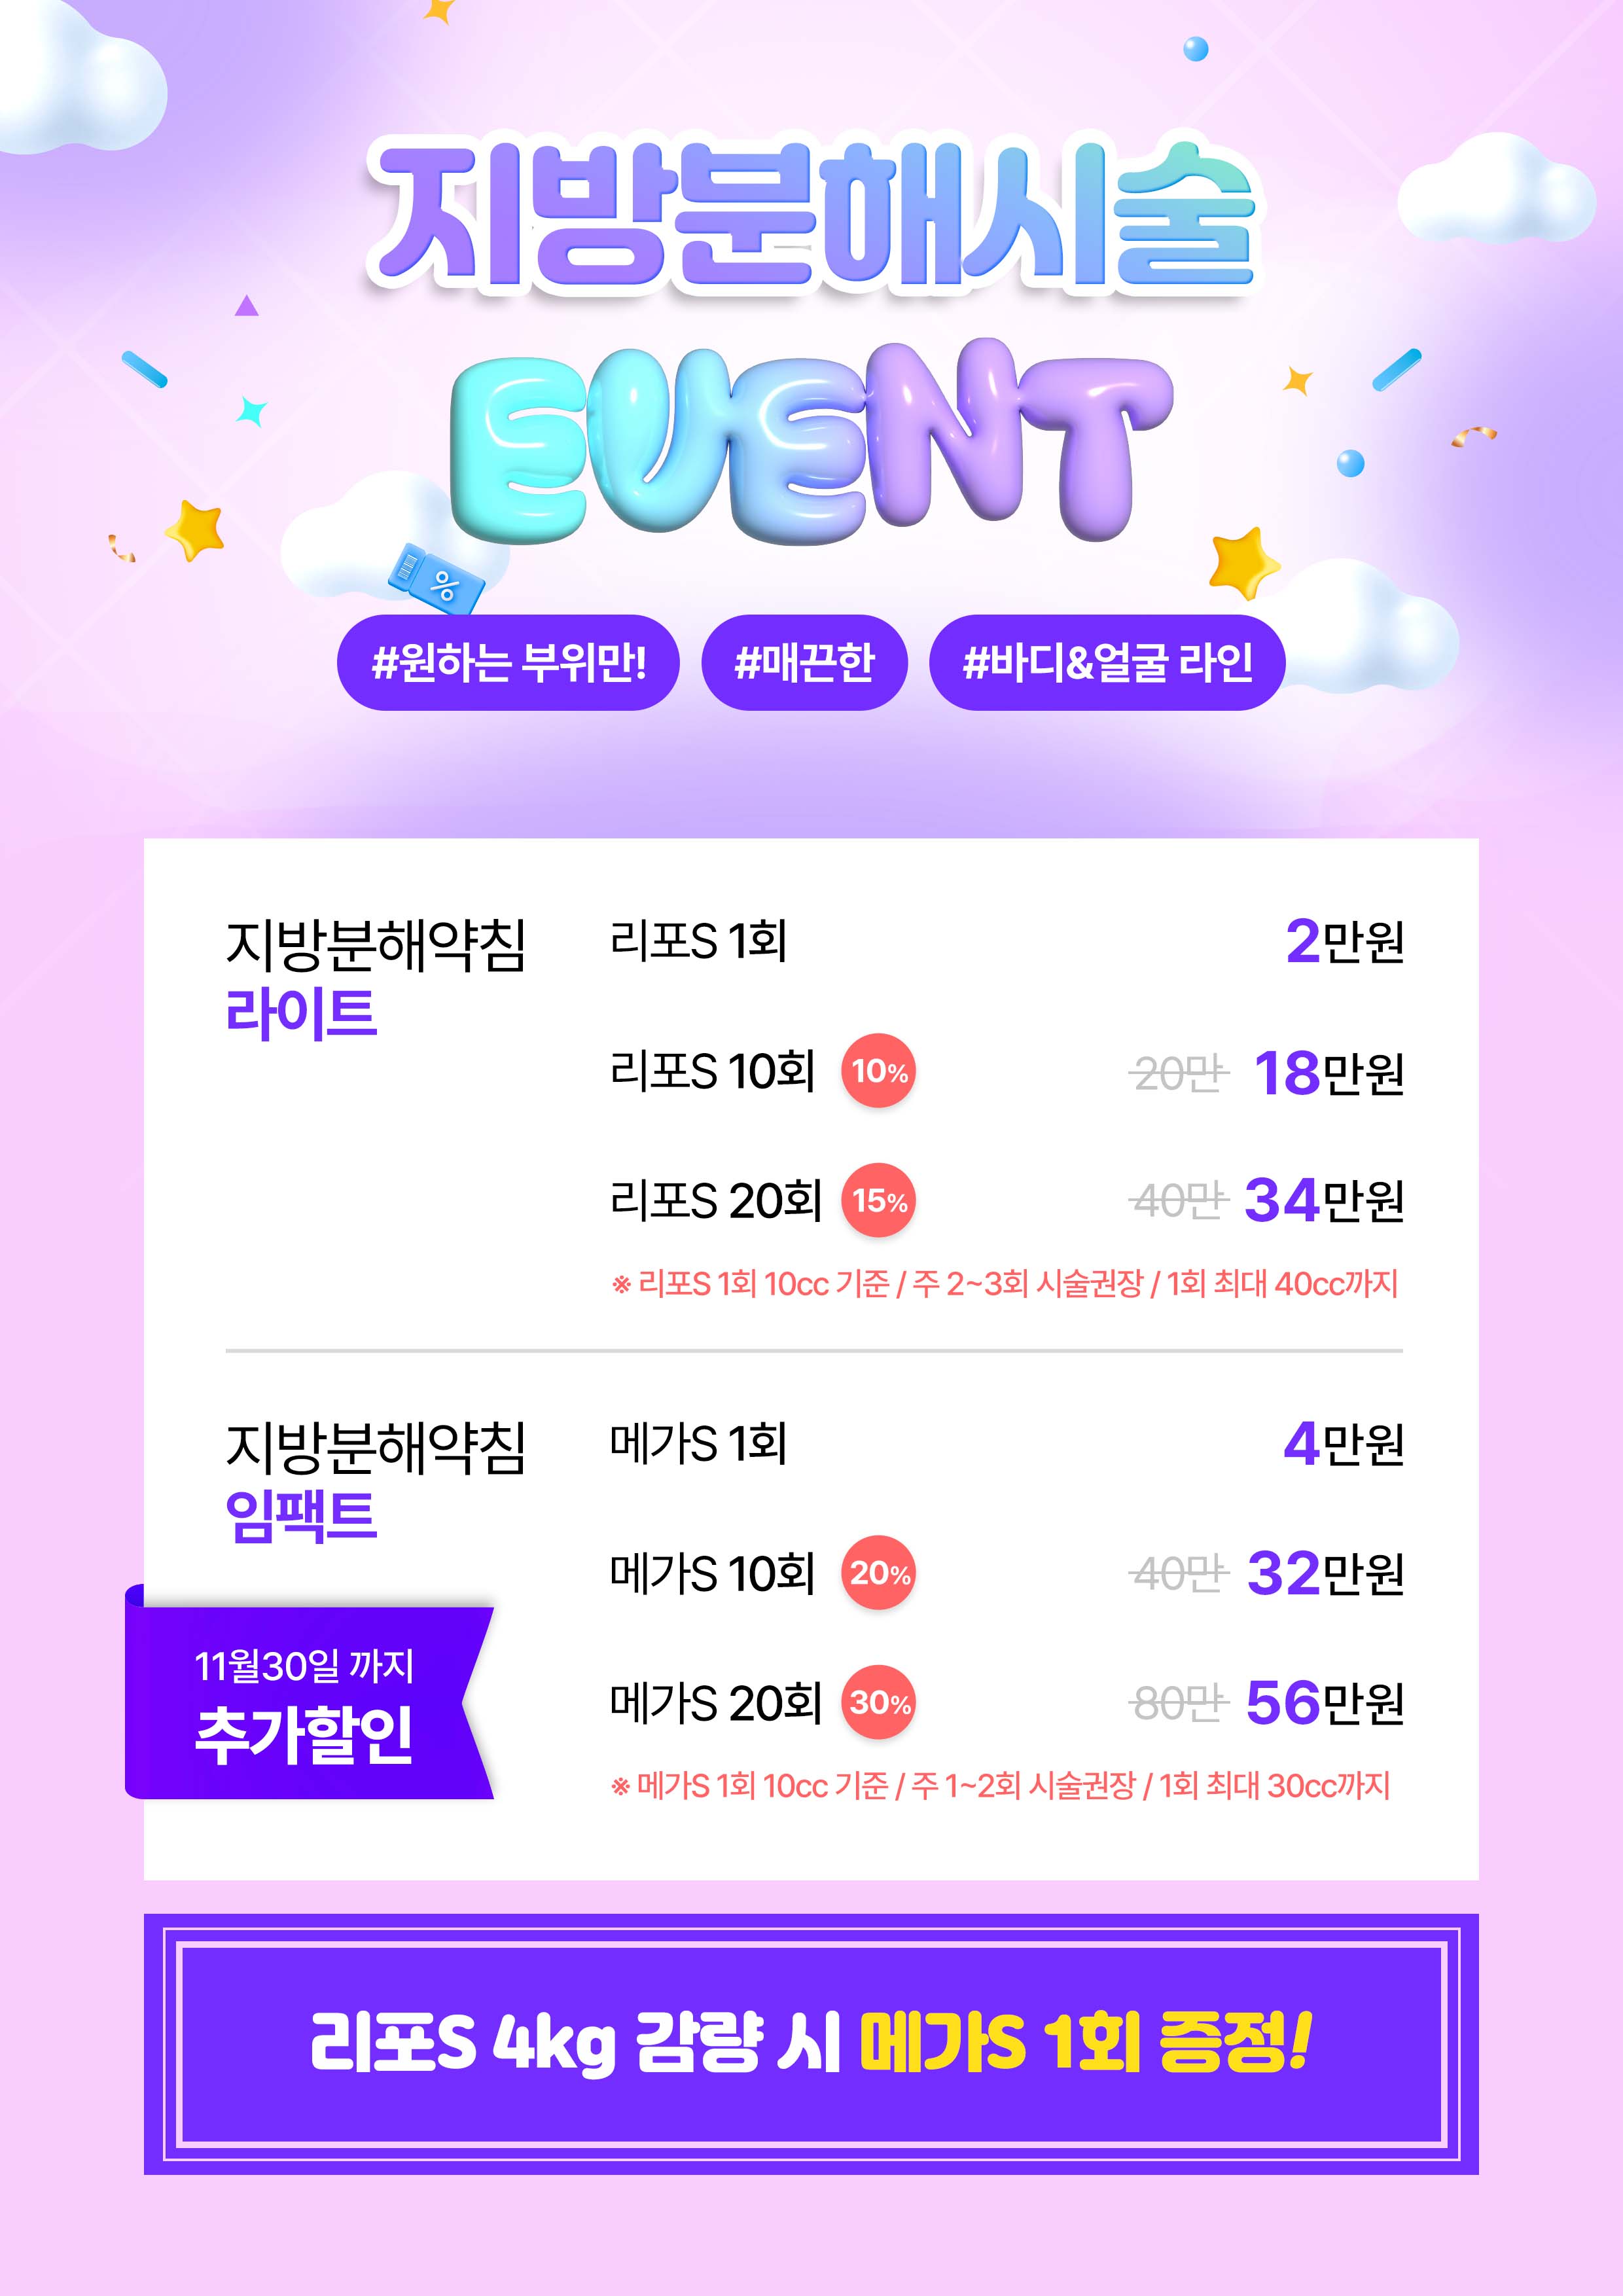 지방분해시술
EVENT
#원하는 부위만! #매끈한 #바디&얼굴 라인
지방분해약침
라이트
리포S 1회 2만원
리포S 10회 10% 20만 18만원
리포S 20회 15% 40만 34만원
※ 리포S 1회 10cc 기준 / 주 2~3회 시술권장 / 1회 최대 40cc까지
지방분해약침
임팩트
메가S 1회 4만원
메가S 10회 20% 40만 32만원
메가S 20회 30% 80만 56만원
※ 메가S 1회 10cc 기준 / 주 1~2회 시술권장 / 1회 최대 30cc까지
11월30일 까지
추가할인
리포S 4kg 감량 시 메가S 1회 증정!
%